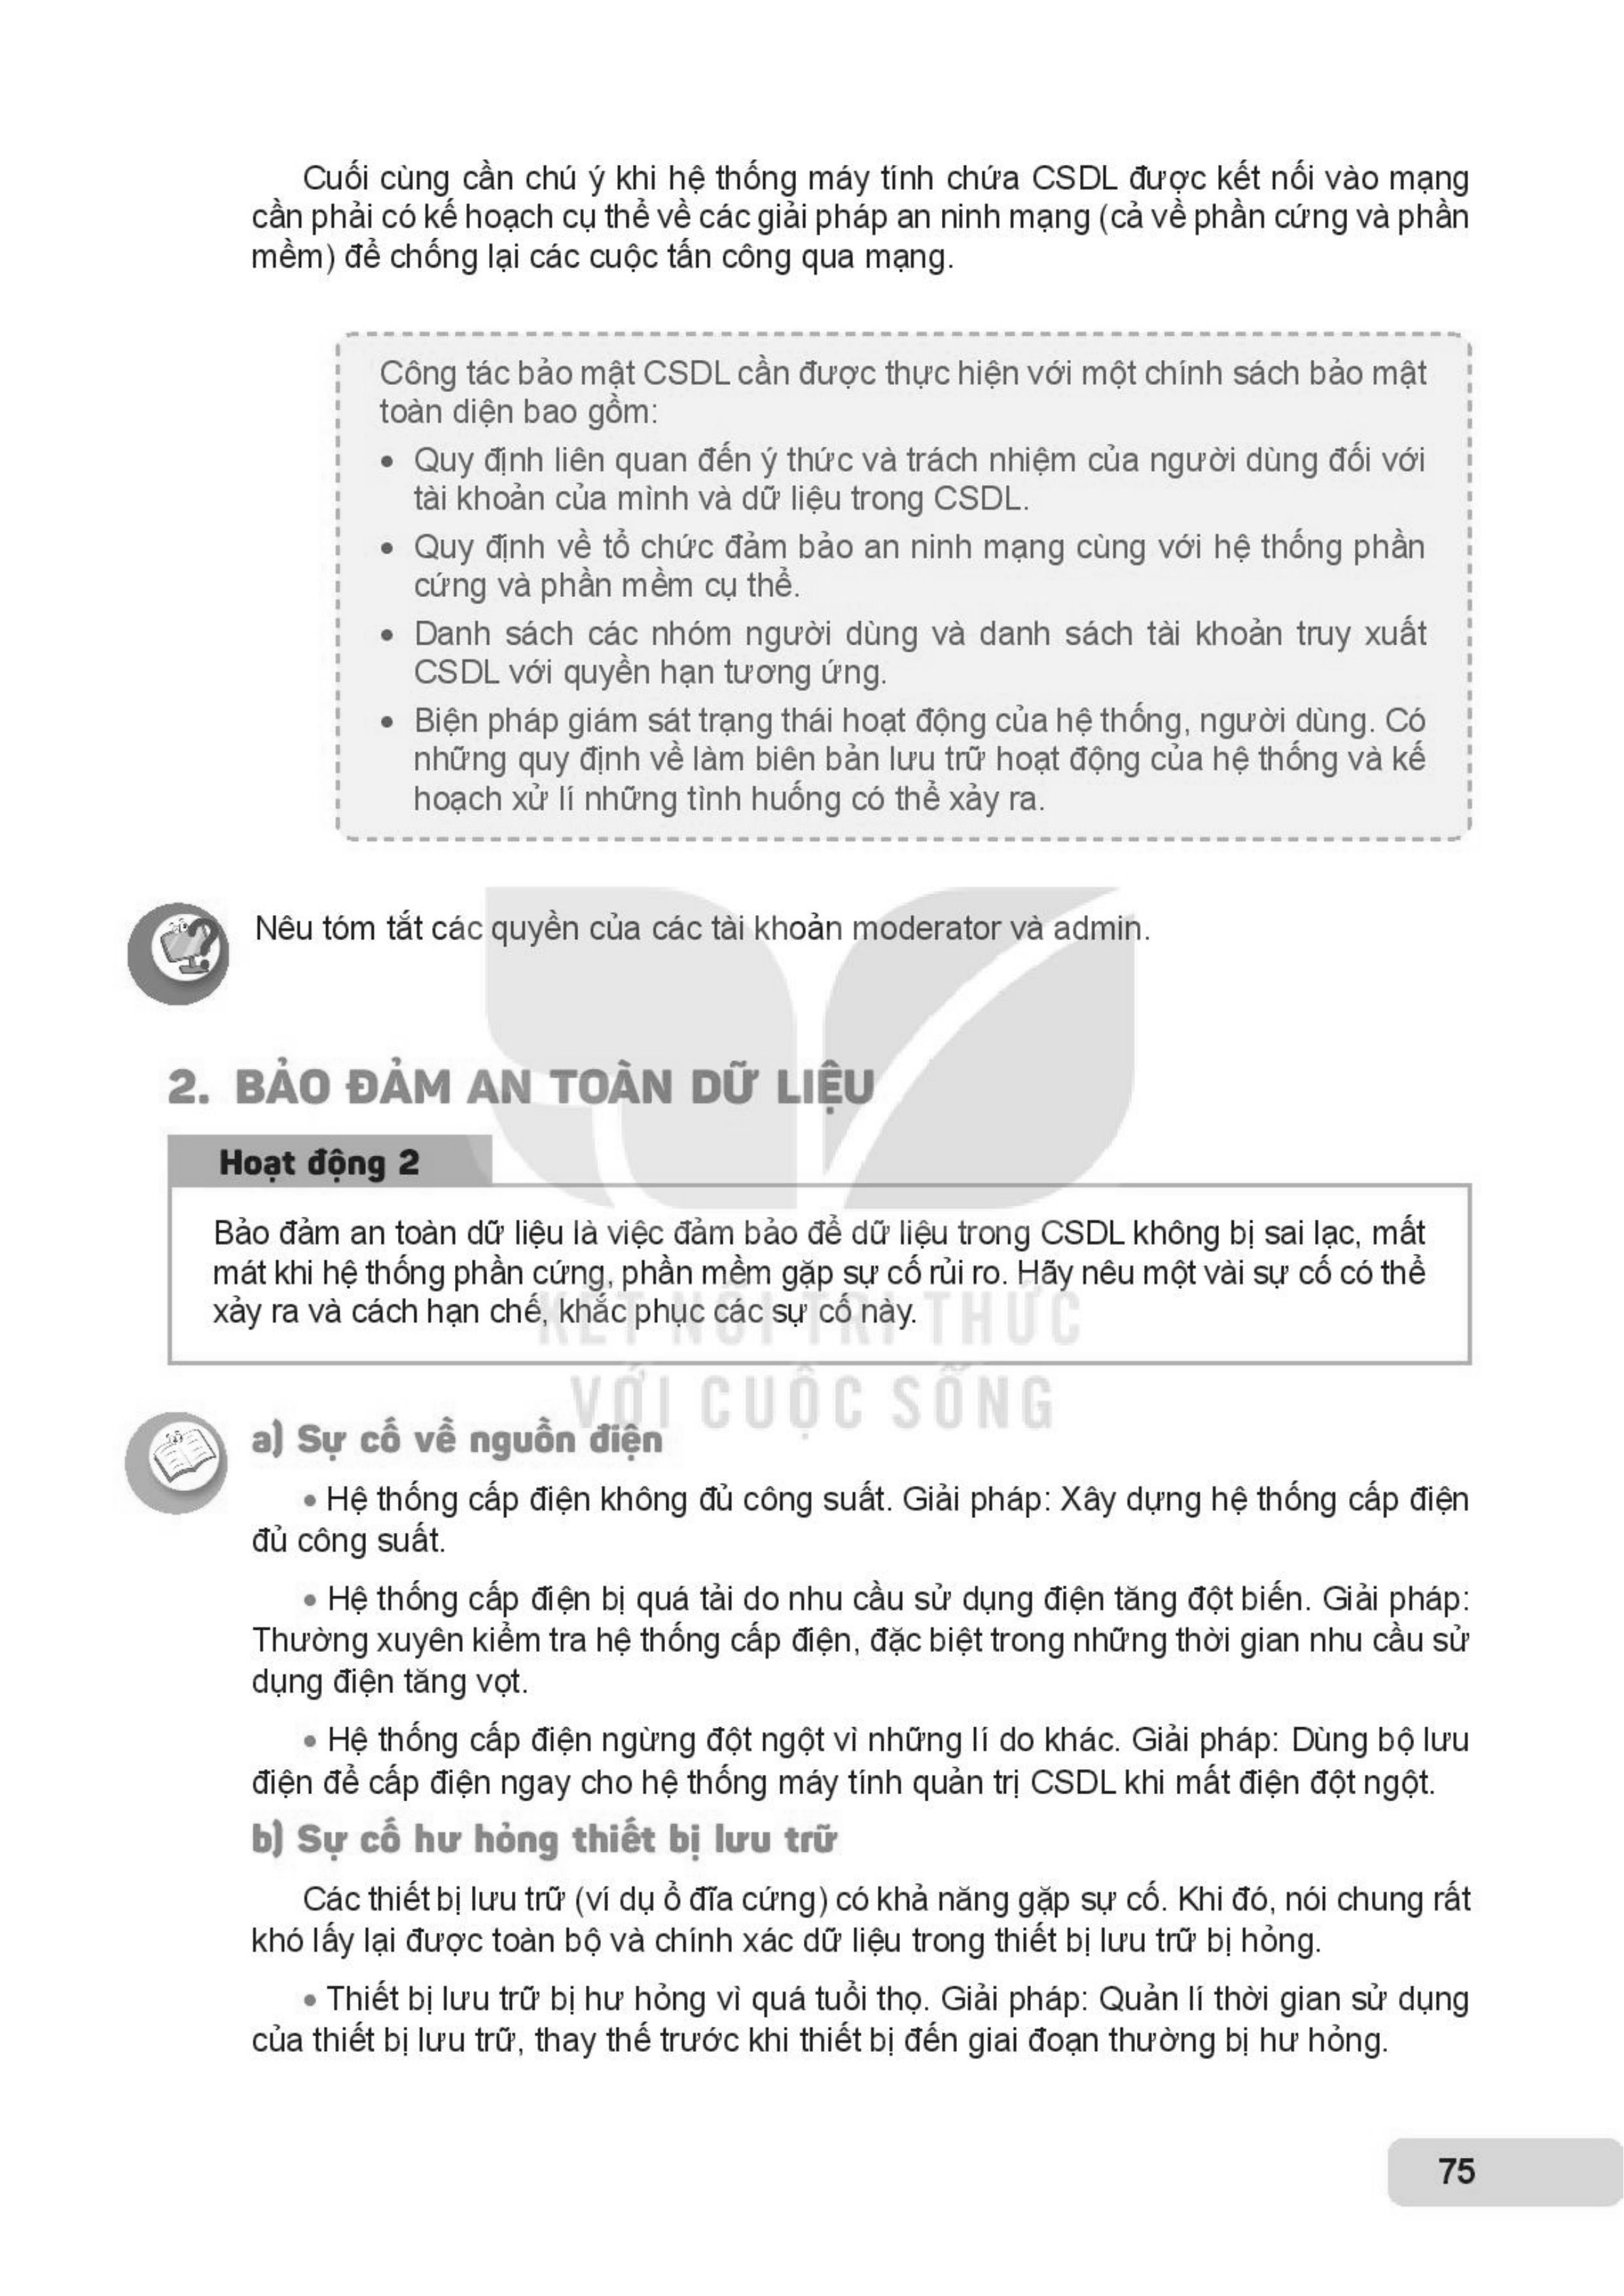 Cuối cùng cần chú ý khi hệ thống máy tính chứa CSDL được kết nối vào mạng
cần phải có kế hoạch cụ thể về các giải pháp an ninh mạng (cả về phần cứng và phần
mềm) để chống lại các cuộc tấn công qua mạng.
Công tác bảo mật CSDL cần được thực hiện với một chính sách bảo mật
toàn diện bao gồm:
• Quy định liên quan đến ý thức và trách nhiệm của người dùng đối với
tài khoản của mình và dữ liệu trong CSDL.
• Quy định về tổ chức đảm bảo an ninh mạng cùng với hệ thống phần
cứng và phần mềm cụ thể.
• Danh sách các nhóm người dùng và danh sách tài khoản truy xuất
CSDL với quyền hạn tương ứng.
• Biện pháp giám sát trạng thái hoạt động của hệ thống, người dùng. Có
những quy định về làm biên bản lưu trữ hoạt động của hệ thống và kế
hoạch xử lí những tình huống có thể xảy ra.
Nêu tóm tắt các quyền của các tài khoản moderator và admin.
2. BẢO ĐẢM AN TOÀN DỮ LIỆU
Hoạt động 2
Bảo đảm an toàn dữ liệu là việc đảm bảo để dữ liệu trong CSDL không bị sai lạc, mất
mát khi hệ thống phần cứng, phần mềm gặp sự cố rủi ro. Hãy nêu một vài sự cố có thể
xảy ra và cách hạn chế, khắc phục các sự cố này.
KẾT NỐI TRI THỨC
VỚI CUỘC SỐNG
a) Sự cố về nguồn điện
• Hệ thống cấp điện không đủ công suất. Giải pháp: Xây dựng hệ thống cấp điện
đủ công suất.
• Hệ thống cấp điện bị quá tải do nhu cầu sử dụng điện tăng đột biến. Giải pháp:
Thường xuyên kiểm tra hệ thống cấp điện, đặc biệt trong những thời gian nhu cầu sử
dụng điện tăng vọt.
• Hệ thống cấp điện ngừng đột ngột vì những lí do khác. Giải pháp: Dùng bộ lưu
điện để cấp điện ngay cho hệ thống máy tính quản trị CSDL khi mất điện đột ngột.
b) Sự cố hư hỏng thiết bị lưu trữ
Các thiết bị lưu trữ (ví dụ ổ đĩa cứng) có khả năng gặp sự cố. Khi đó, nói chung rất
khó lấy lại được toàn bộ và chính xác dữ liệu trong thiết bị lưu trữ bị hỏng.
• Thiết bị lưu trữ bị hư hỏng vì quá tuổi thọ. Giải pháp: Quản lí thời gian sử dụng
của thiết bị lưu trữ, thay thế trước khi thiết bị đến giai đoạn thường bị hư hỏng.
75